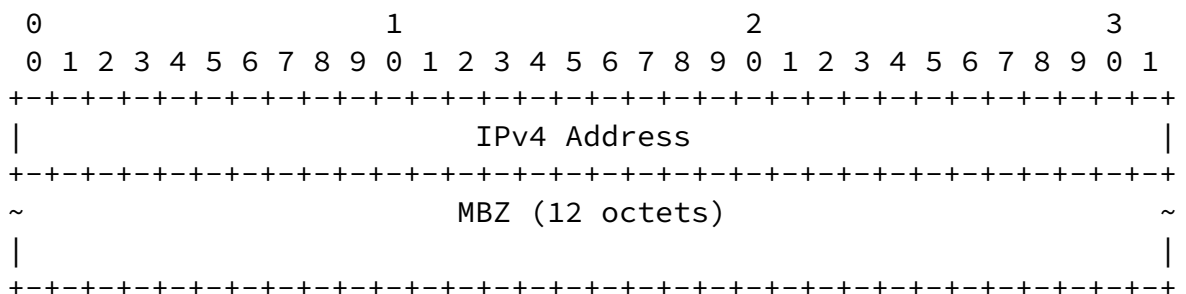 0                   1                   2                   3
 0 1 2 3 4 5 6 7 8 9 0 1 2 3 4 5 6 7 8 9 0 1 2 3 4 5 6 7 8 9 0 1
+-+-+-+-+-+-+-+-+-+-+-+-+-+-+-+-+-+-+-+-+-+-+-+-+-+-+-+-+-+-+-+-+
|                         IPv4 Address                          |
+-+-+-+-+-+-+-+-+-+-+-+-+-+-+-+-+-+-+-+-+-+-+-+-+-+-+-+-+-+-+-+-+
~                        MBZ (12 octets)                        ~
|                                                               |
+-+-+-+-+-+-+-+-+-+-+-+-+-+-+-+-+-+-+-+-+-+-+-+-+-+-+-+-+-+-+-+-+